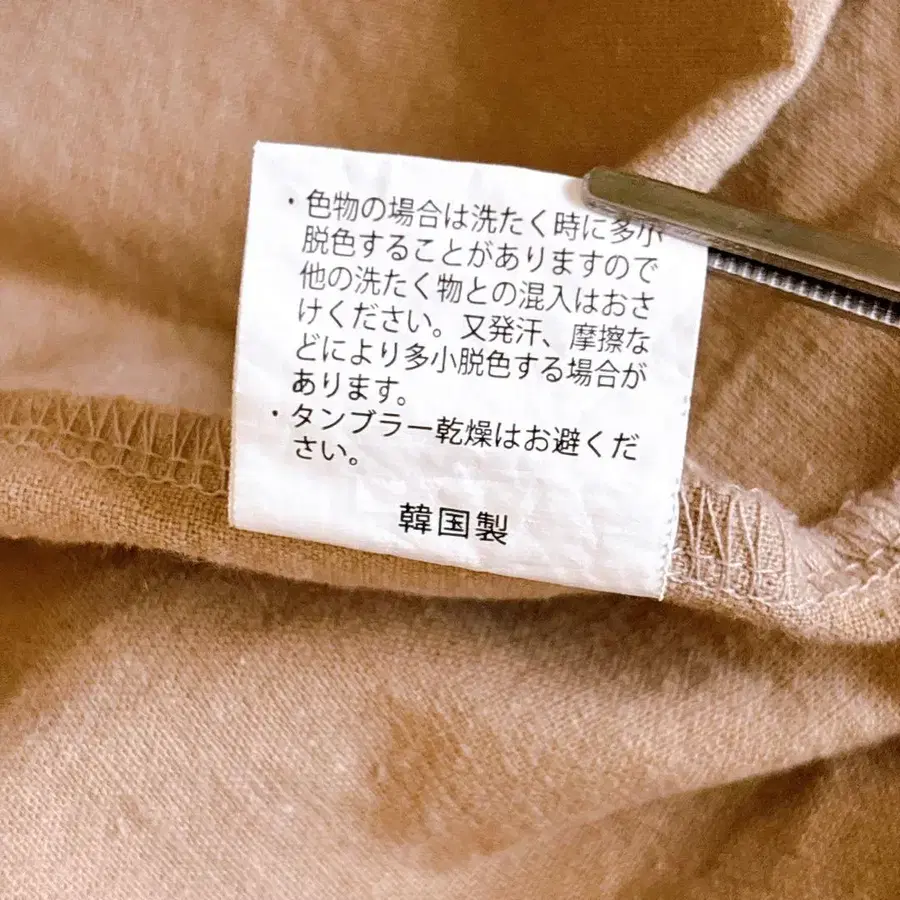 ・色物の場合は洗たく時に多小
脱色することがありますので
他の洗たく物との混入はおさ
けください。又発汗、摩擦な
どにより多小脱色する場合が
あります。
・タンブラー乾燥はお避くだ
さい。
韓国製